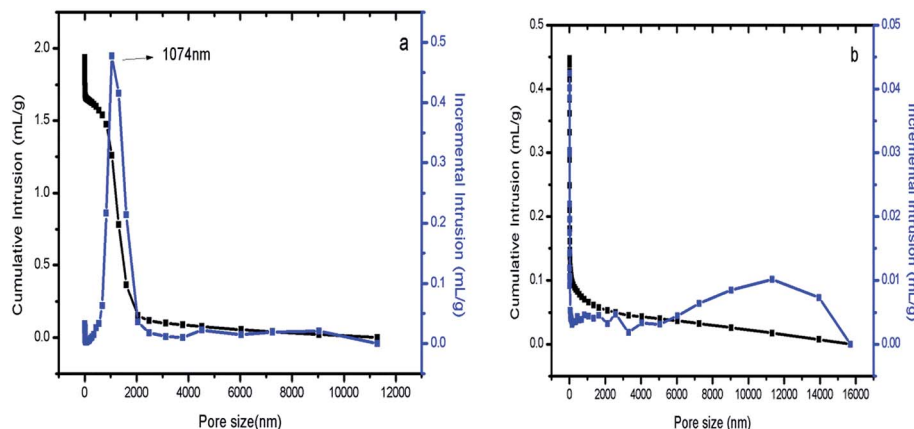 a
1074nm
2.0
1.5
1.0
0.5
0.0
Cumulative Intrusion (mL/g)
0.5
0.4
0.3
0.2
0.1
0.0
Incremental Intrusion (mL/g)
0 2000 4000 6000 8000 10000 12000
Pore size(nm)
b
0.5
0.4
0.3
0.2
0.1
0.0
Cumulative Intrusion (mL/g)
0.05
0.04
0.03
0.02
0.01
0.00
Incremental Intrusion (mL/g)
0 2000 4000 6000 8000 10000 12000 14000 16000
Pore size(nm)